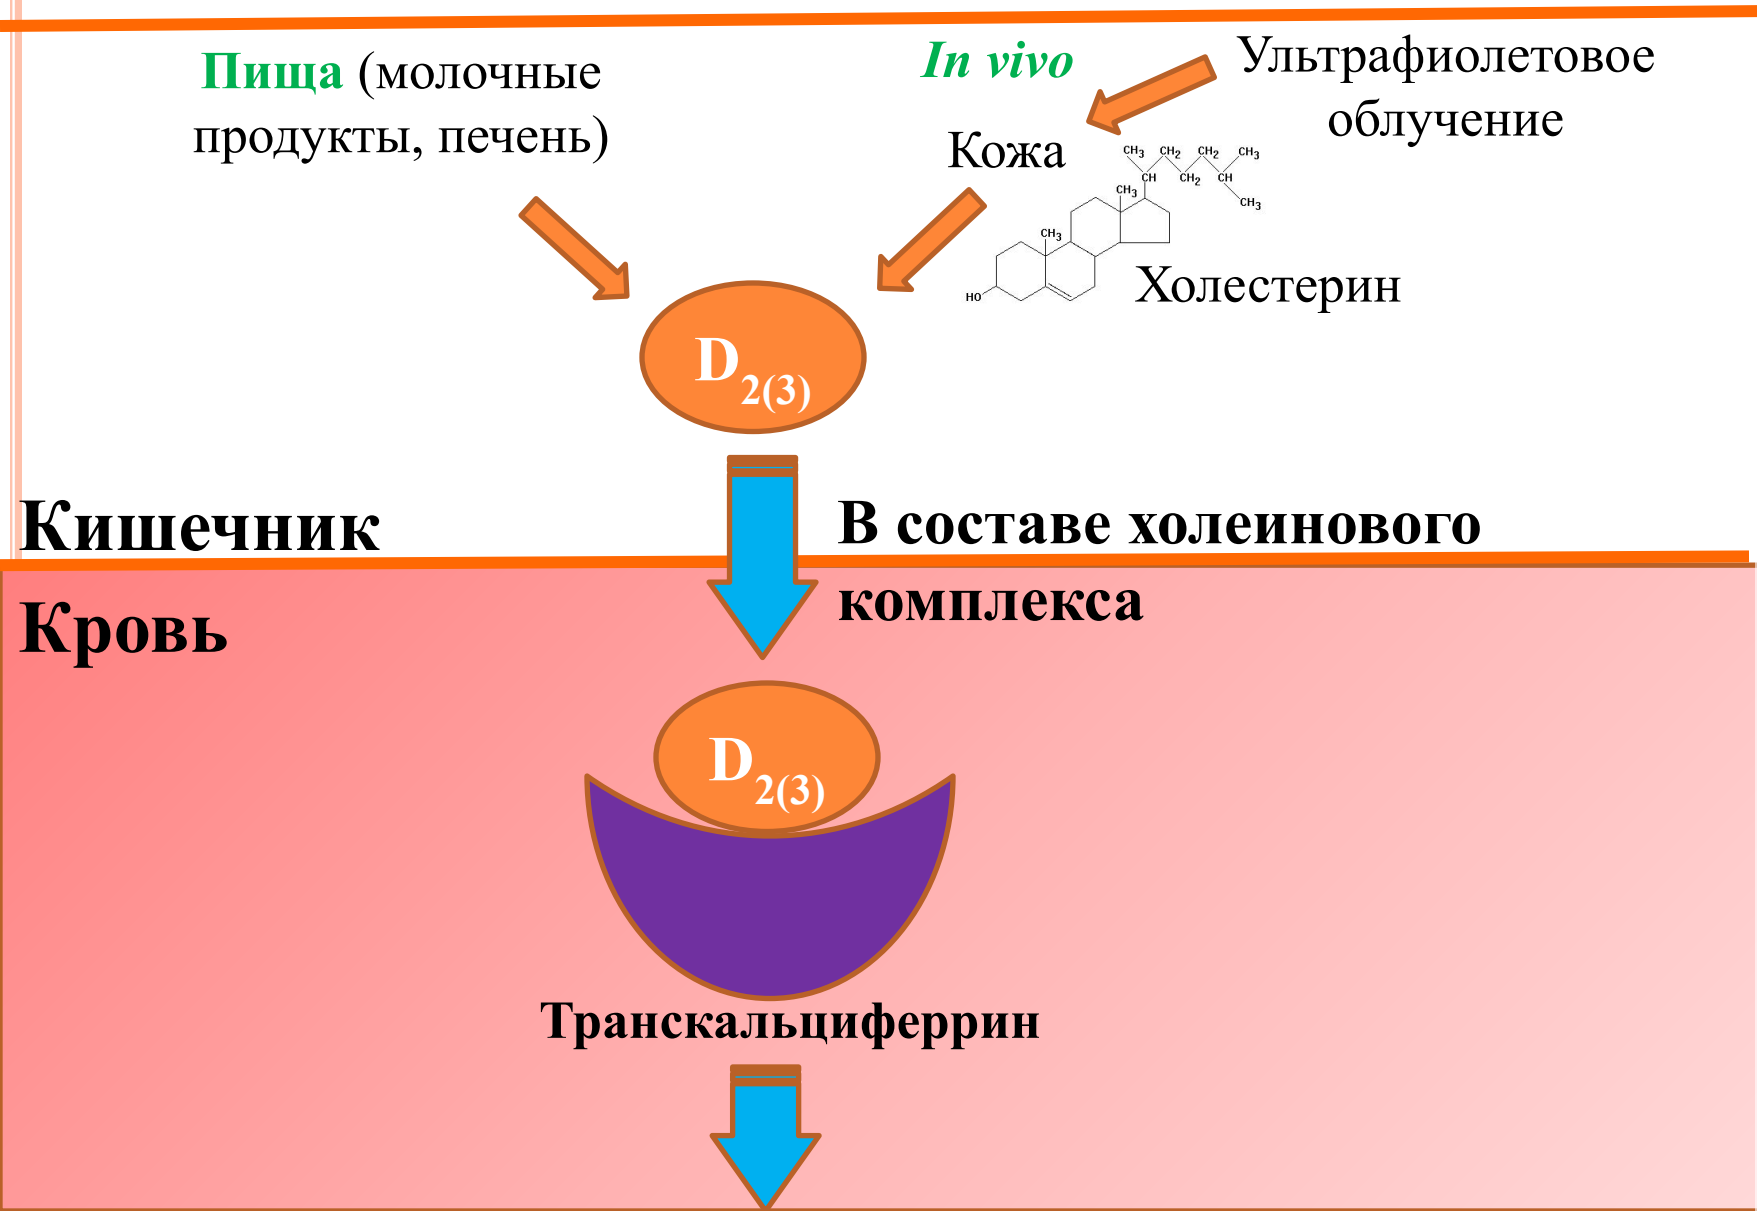 Пища (молочные
продукты, печень)
In vivo
Ультрафиолетовое
облучение
Кожа
CH3 CH2 CH2 CH3
CH CH2 CH
CH3 CH3
CH3
HO
Холестерин
D2(3)
Кишечник
В составе холеинового
комплекса
Кровь
D2(3)
Транскальциферрин